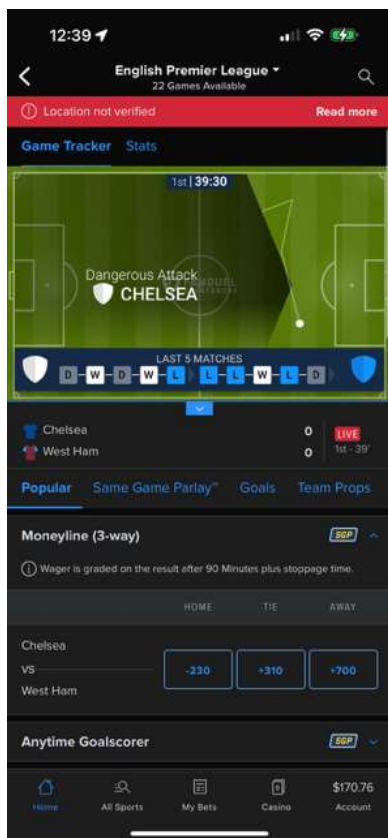 12:39
English Premier League
22 Games Available
Location not verified Read more
Game Tracker Stats
1st | 39:30
Dangerous Attack
CHELSEA
LAST 5 MATCHES
D W D W L L L W L D
Chelsea 0 LIVE
West Ham 0 1st - 39'
Popular Same Game Parlay™ Goals Team Props
Moneyline (3-way) SGP
Wager is graded on the result after 90 Minutes plus stoppage time.
HOME TIE AWAY
Chelsea
vs -230 +310 +700
West Ham
Anytime Goalscorer SGP
Home All Sports My Bets Casino $170.76 Account